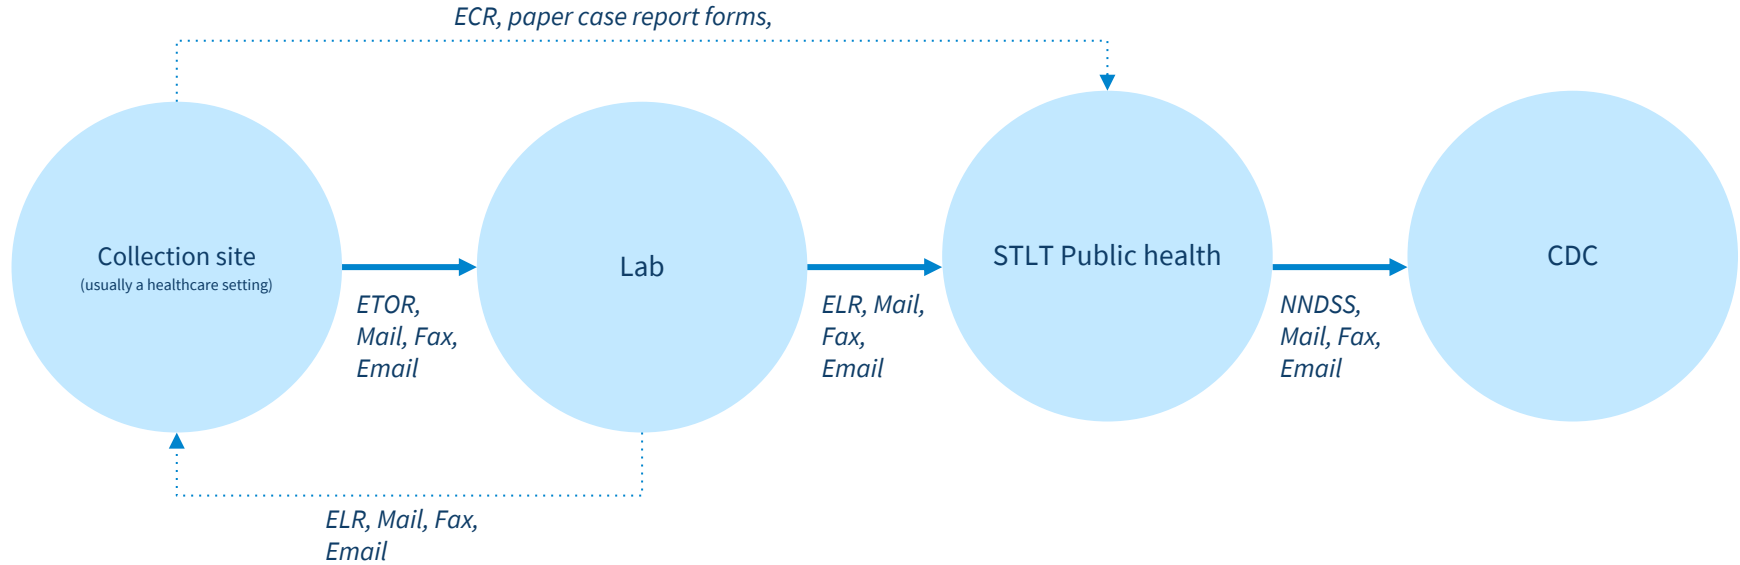 ECR, paper case report forms,
Collection site
(usually a healthcare setting)
ETOR,
Mail, Fax,
Email
Lab
ELR, Mail,
Fax,
Email
STLT Public health
NNDSS,
Mail, Fax,
Email
CDC
ELR, Mail, Fax,
Email